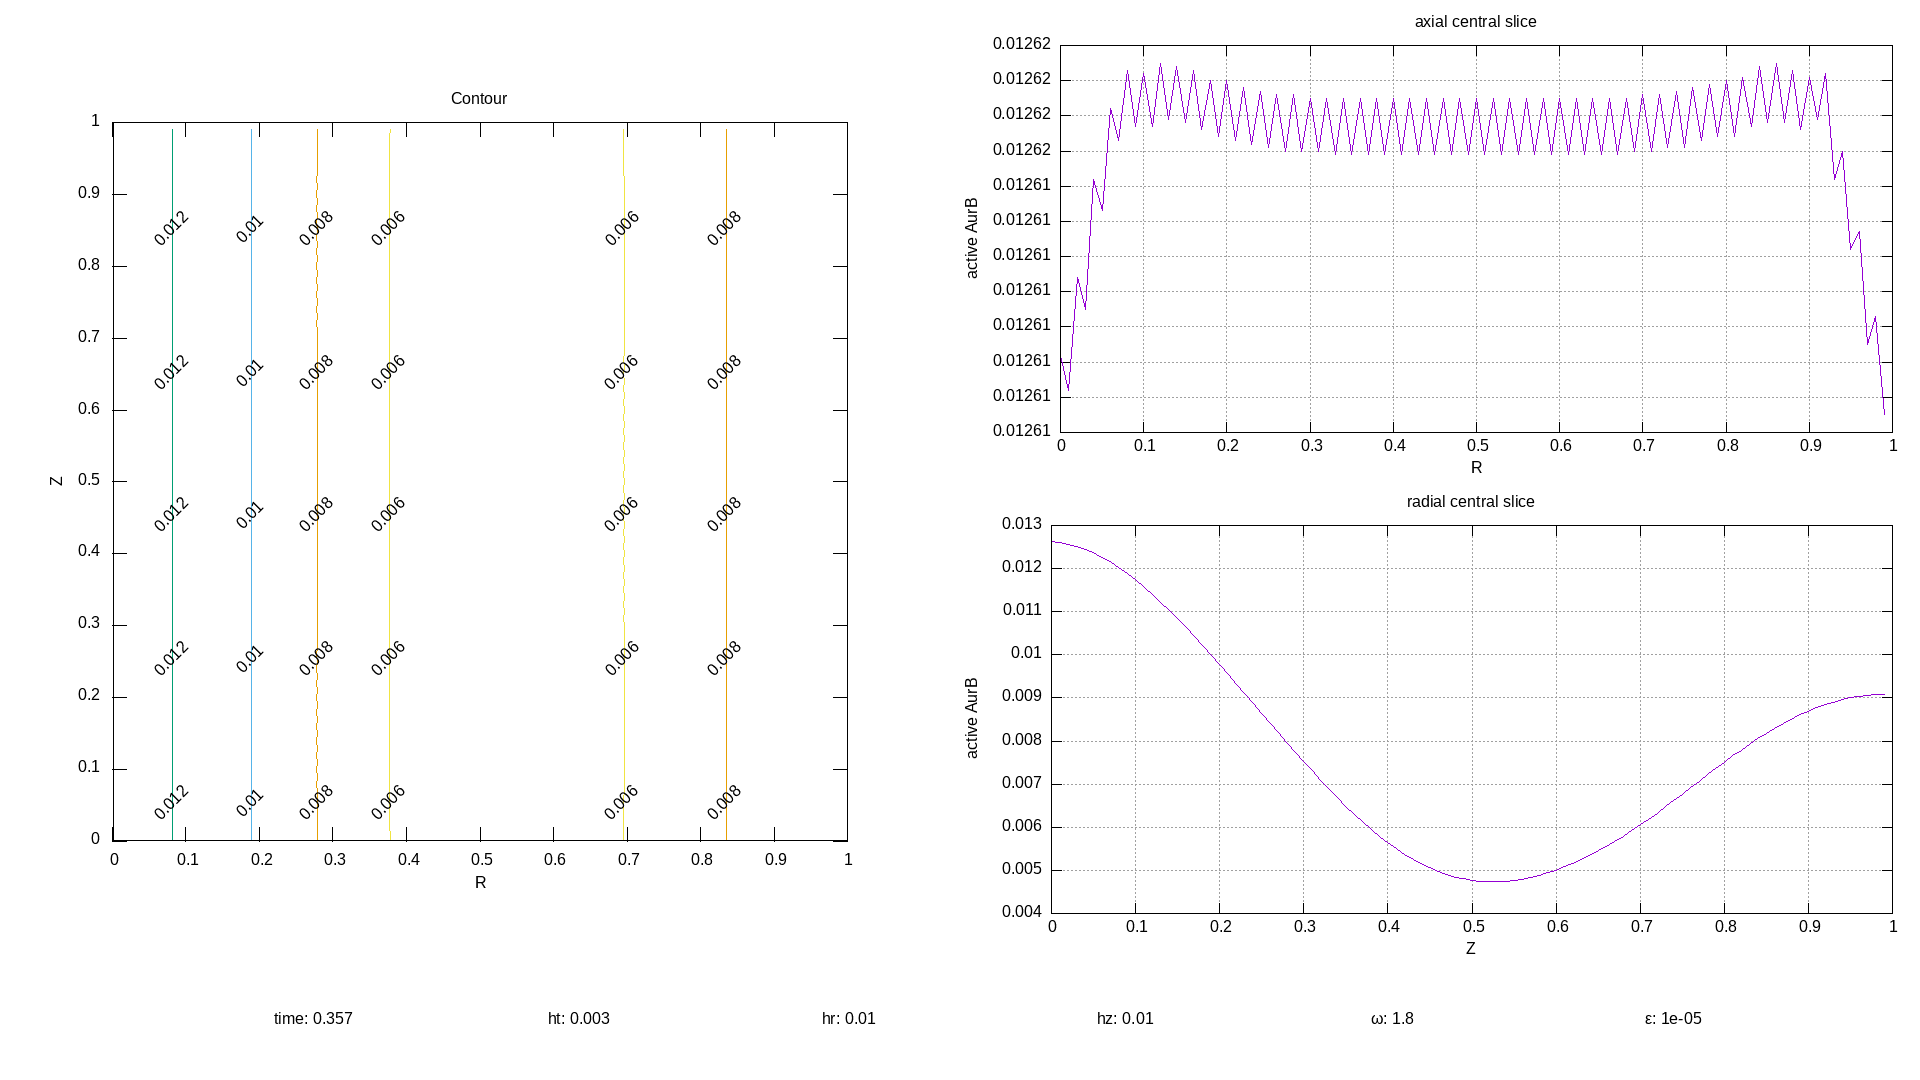 Contour
1
0.9
0.8
0.7
0.6
0.5
0.4
0.3
0.2
0.1
0
Z
0.012 0.01 0.008 0.006 0.006 0.008
0.012 0.01 0.008 0.006 0.006 0.008
0.012 0.01 0.008 0.006 0.006 0.008
0.012 0.01 0.008 0.006 0.006 0.008
0.012 0.01 0.008 0.006 0.006 0.008
0 0.1 0.2 0.3 0.4 0.5 0.6 0.7 0.8 0.9 1
R
axial central slice
0.01262
0.01262
0.01262
0.01262
0.01261
0.01261
0.01261
0.01261
0.01261
0.01261
0.01261
0.01261
active AurB
0 0.1 0.2 0.3 0.4 0.5 0.6 0.7 0.8 0.9 1
R
radial central slice
0.013
0.012
0.011
0.01
0.009
0.008
0.007
0.006
0.005
0.004
active AurB
0 0.1 0.2 0.3 0.4 0.5 0.6 0.7 0.8 0.9 1
Z
time: 0.357 ht: 0.003 hr: 0.01 hz: 0.01 ω: 1.8 ε: 1e-05